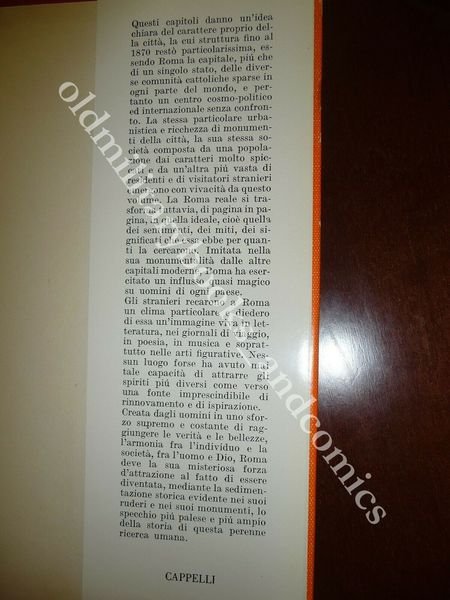 Questi capitoli danno un'idea
chiara del carattere proprio del-
la città, la cui struttura fino al
1870 restò particolarissima, es-
sendo Roma la capitale, piú che
di un singolo stato, delle diver-
se comunità cattoliche sparse in
ogni parte del mondo, e per-
tanto un centro cosmo-politico
ed internazionale senza confron-
to. La stessa particolare urba-
nistica e ricchezza di monumen-
ti della città, la sua stessa so-
cietà composta da una popola-
zione dai caratteri molto spic-
cati e da un'altra piú vasta di
residenti e di visitatori stranieri
emergono con vivacità da questo
volume. La Roma reale si tra-
sforma tuttavia, di pagina in pa-
gina, in quella ideale, cioè quella
dei sentimenti, dei miti, dei si-
gnificati che essa ebbe per quan-
ti la cercarono. Imitata nella
sua monumentalità dalle altre
capitali moderne, Roma ha eser-
citato un influsso quasi magico
su uomini di ogni paese.
Gli stranieri recarono a Roma
un clima particolare e diedero
di essa un'immagine viva in let-
teratura, nei giornali di viaggio,
in poesia, in musica e soprat-
tutto nelle arti figurative. Nes-
sun luogo forse ha avuto mai
tale capacità di attrarre gli
spiriti piú diversi come verso
una fonte imprescindibile di
rinnovamento e di ispirazione.
Creata dagli uomini in uno sfor-
zo supremo e costante di rag-
giungere le verità e le bellezze,
l'armonia fra l'individuo e la
società, fra l'uomo e Dio, Roma
deve la sua misteriosa forza
d'attrazione al fatto di essere
diventata, mediante la sedimen-
tazione storica evidente nei suoi
ruderi e nei suoi monumenti, lo
specchio piú palese e piú ampio
della storia di questa perenne
ricerca umana.
CAPPELLI